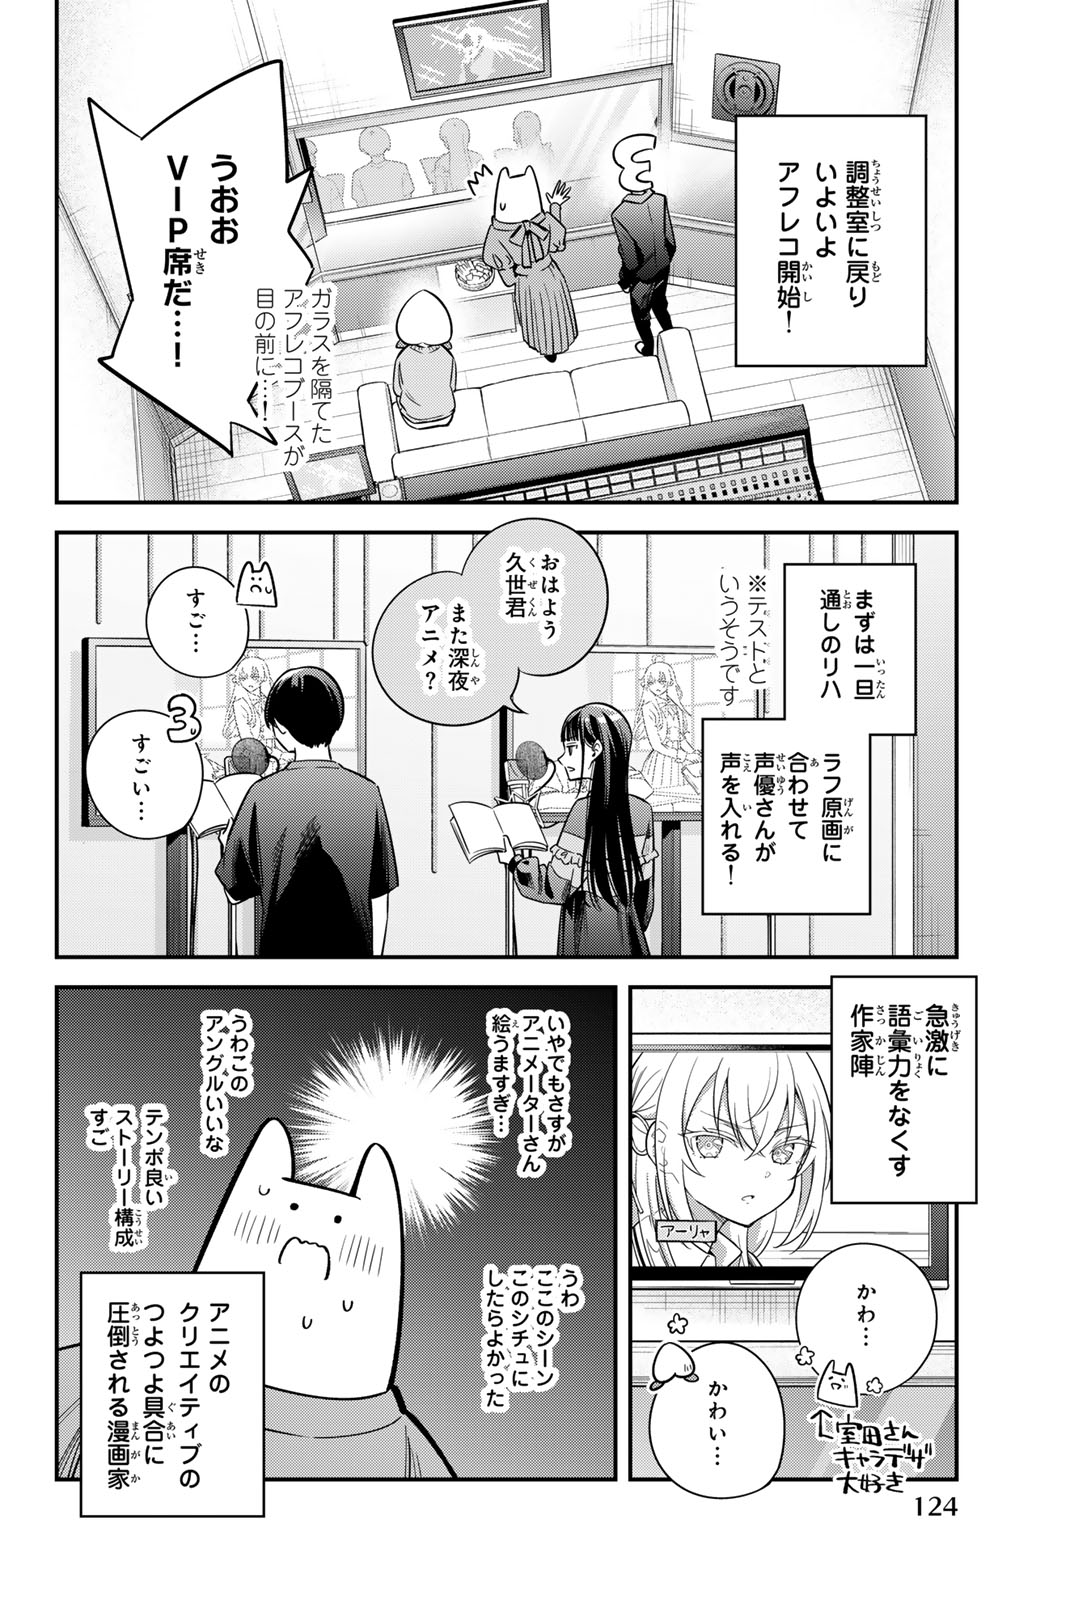 調整室に戻り
いよいよ
アフレコ開始！
うおお
VIP席だ…！
ガラスを隔てた
アフレコブースが
目の前に…！
まずは一旦
通しのリハ
※テストと
いうそうです
ラフ原画に
合わせて
声優さんが
声を入れる！
おはよう
久世君
また深夜
アニメ？
すご…
すごい…
急激に
語彙力をなくす
作家陣
アーリャ
かわ…
かわいい…
↑室田さん
キャラデザ
大好き
いやでもさすが
アニメーターさん
絵うますぎ…
うわこの
アングルいいな
テンポ良い
ストーリー構成
すご
うわ
ここのシーン
このシチュに
したらよかった
アニメの
クリエイティブの
つよつよ具合に
圧倒される漫画家
124